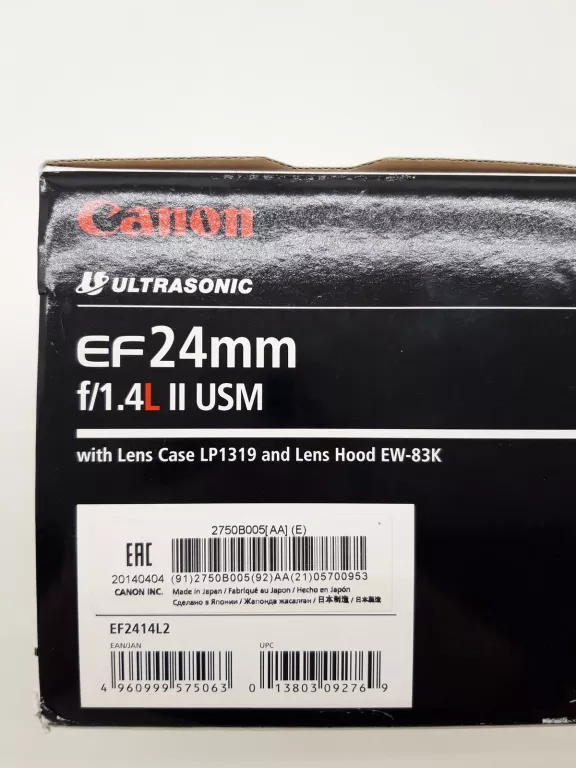 Canon
ULTRASONIC
EF24mm
f/1.4L II USM
with Lens Case LP1319 and Lens Hood EW-83K
2750B005[AA] (E)
EAC
20140404 (91)2750B005(92)AA(21)05700953
CANON INC. Made in Japan / Fabriqué au Japon / Hecho en Japón
Сделано в Японии / Жапонда жасалған / 日本制造 / 日本製造
EF2414L2
EAN/JAN UPC
4 960999 575063 0 13803 09276 9